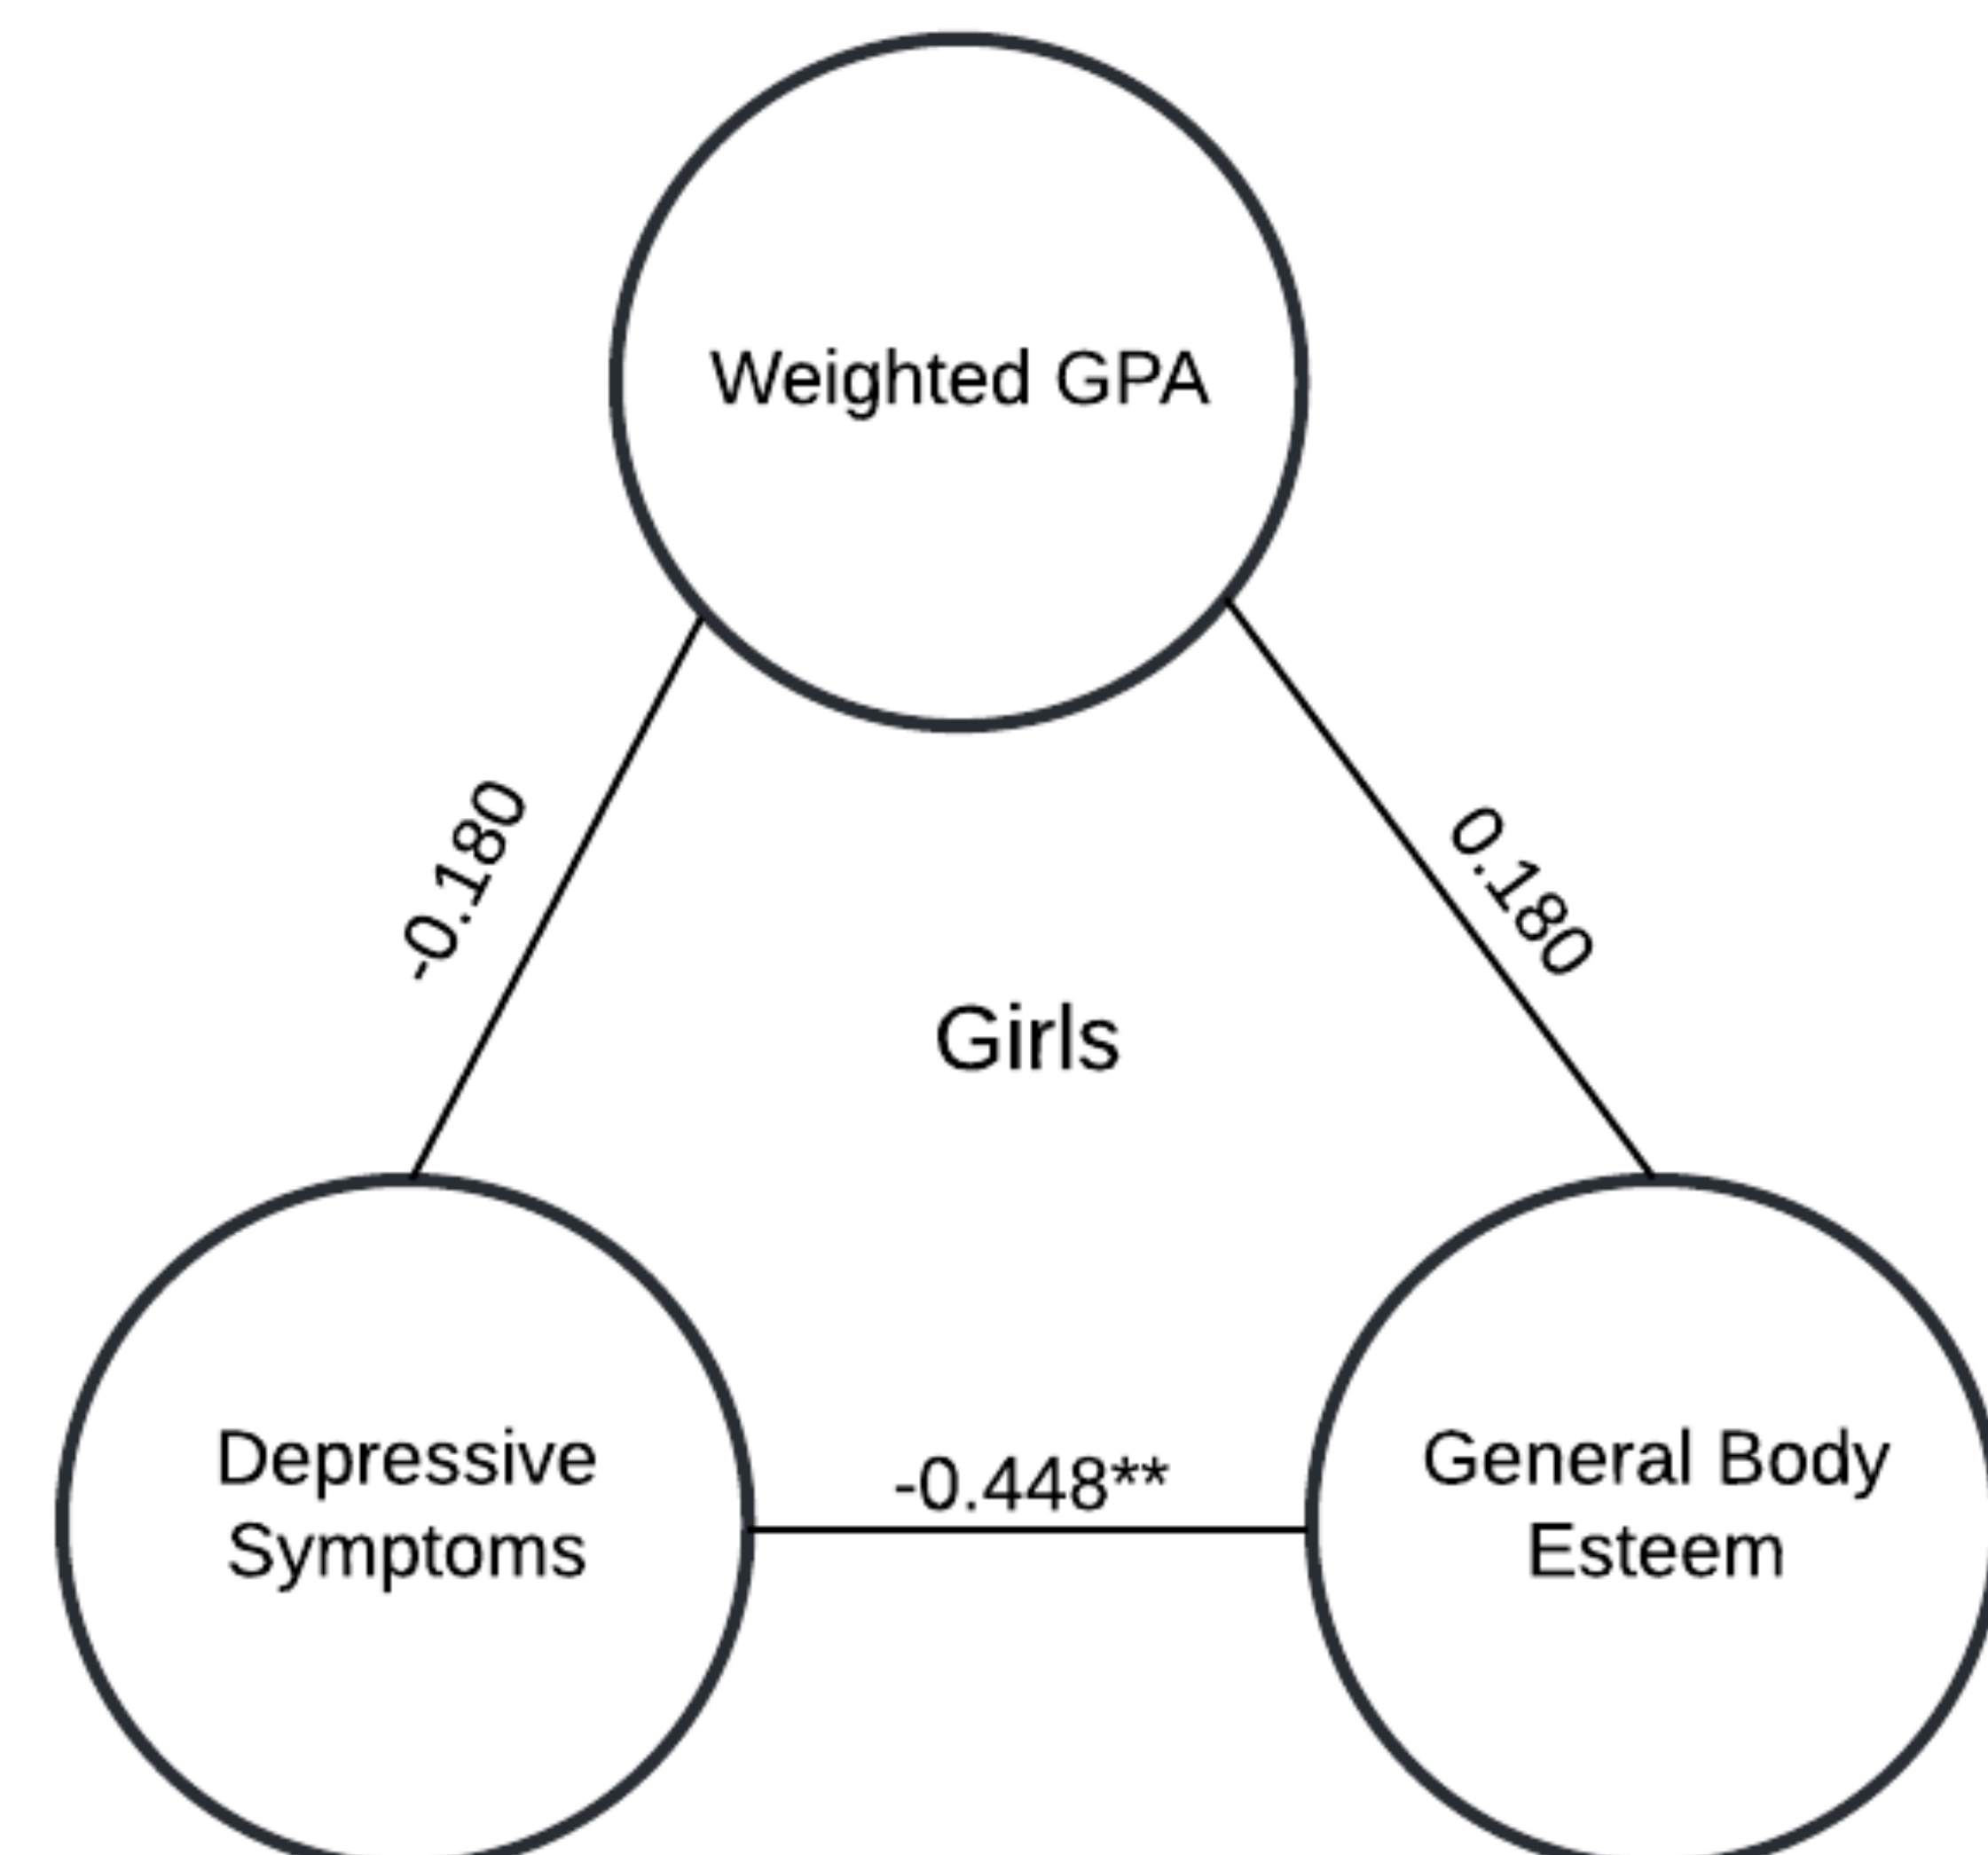 Weighted GPA
-0.180
0.180
Girls
Depressive
Symptoms
-0.448**
General Body
Esteem